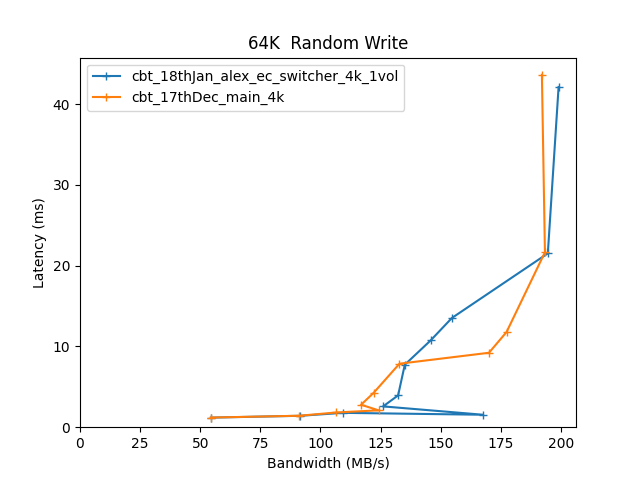 64K  Random Write
cbt_18thJan_alex_ec_switcher_4k_1vol
cbt_17thDec_main_4k
Latency (ms)
40
30
20
10
0
0 25 50 75 100 125 150 175 200
Bandwidth (MB/s)